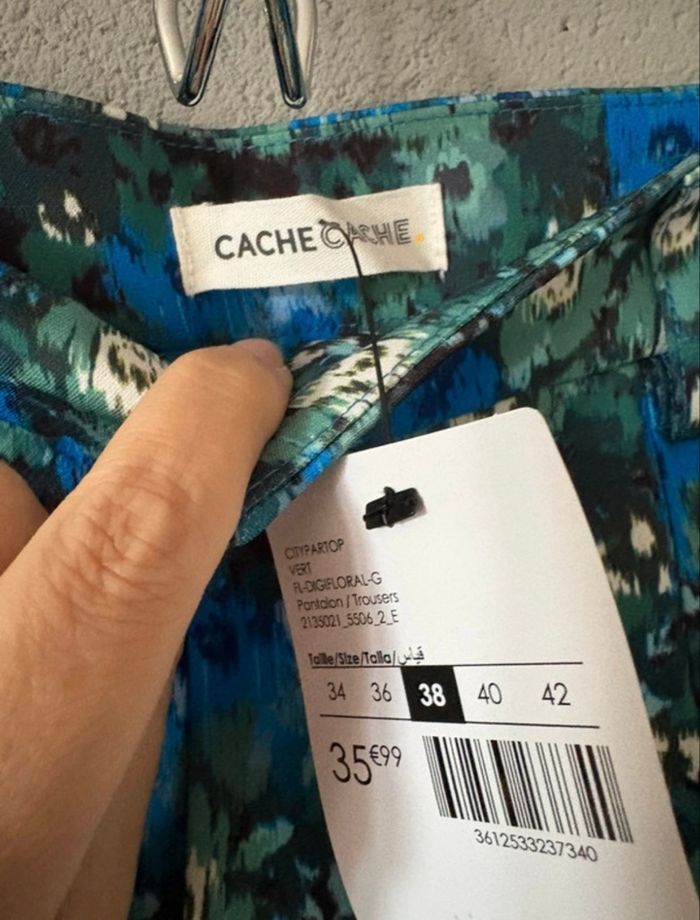 CACHE CACHE.
CITYPARTOP
VERT
FL-DIGIFLORAL-G
Pantalon / Trousers
2135021_5506_2_E
Taille/Size/Talla/قياس
34 36 38 40 42
35€99
3612533237340